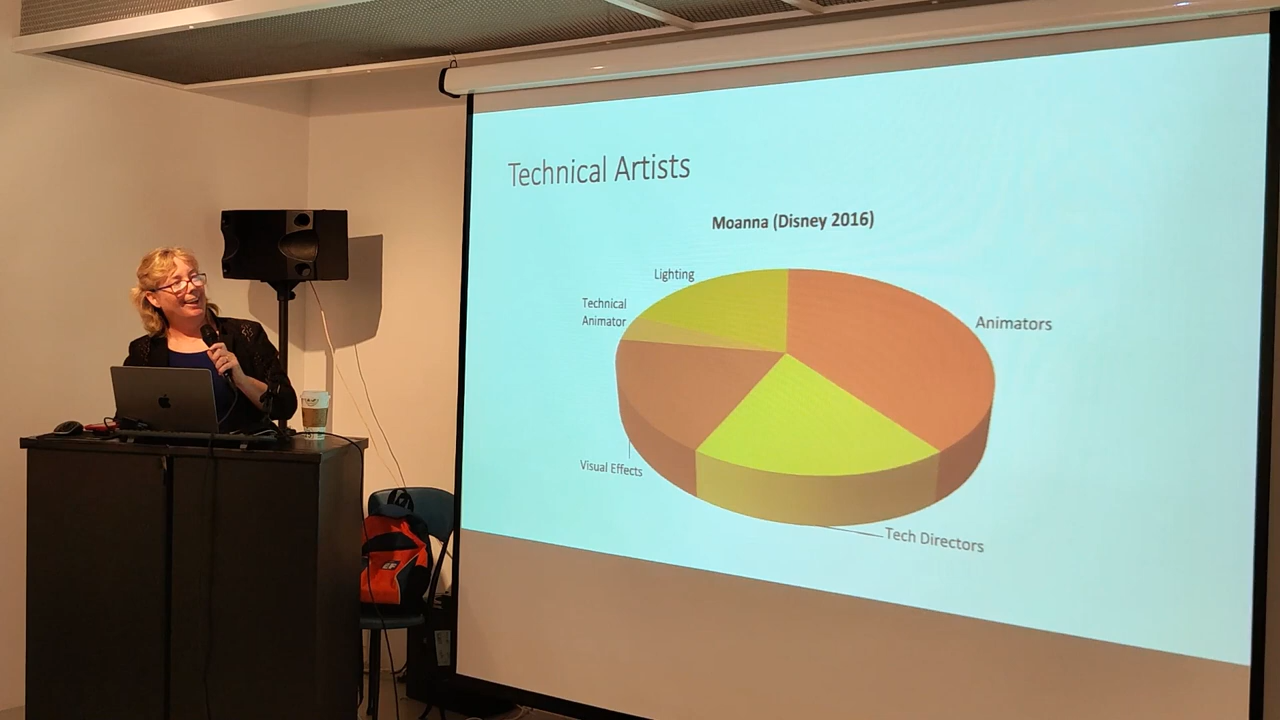 Technical Artists
Moanna (Disney 2016)
Lighting
Technical
Animator
Animators
Visual Effects
Tech Directors